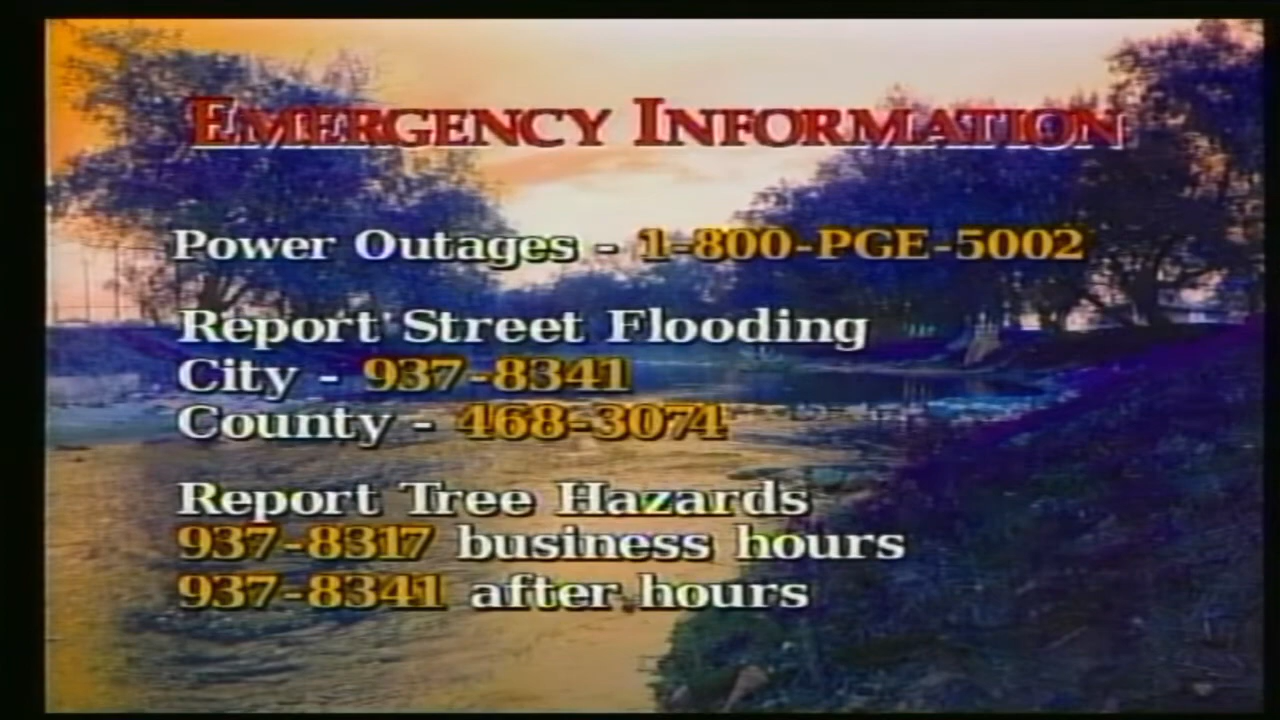 EMERGENCY INFORMATION
Power Outages - 1-800-PGE-5002
Report Street Flooding
City - 937-8341
County - 468-3074
Report Tree Hazards
937-8317 business hours
937-8341 after hours